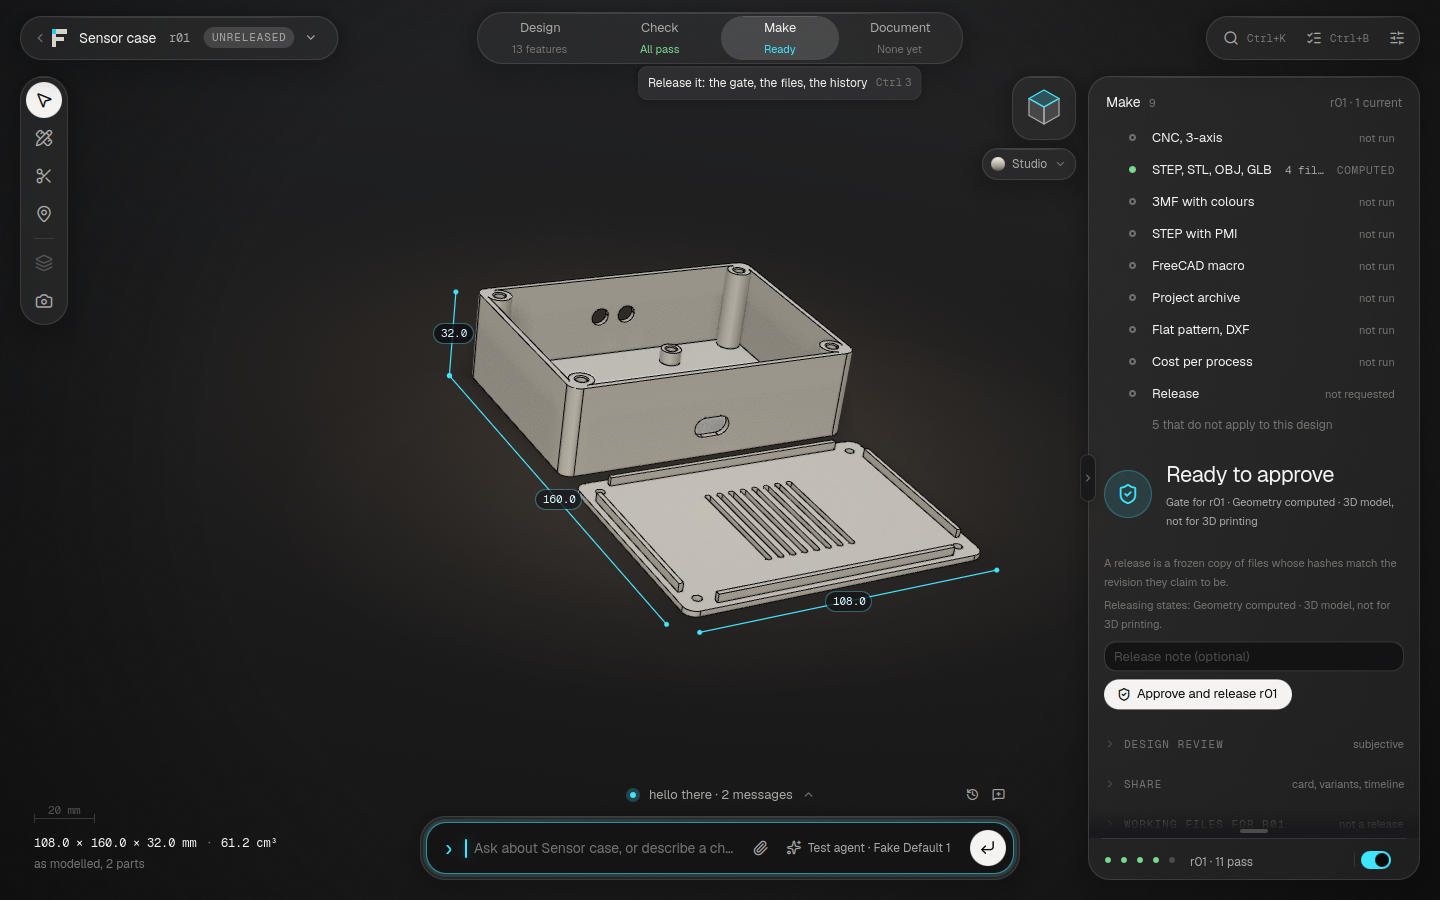 Sensor case r01 UNRELEASED
Design
13 features
Check
All pass
Make
Ready
Document
None yet
Ctrl+K Ctrl+B
Release it: the gate, the files, the history Ctrl 3
Studio
32.0
160.0
108.0
Make 9 r01 · 1 current
CNC, 3-axis not run
STEP, STL, OBJ, GLB 4 fil… COMPUTED
3MF with colours not run
STEP with PMI not run
FreeCAD macro not run
Project archive not run
Flat pattern, DXF not run
Cost per process not run
Release not requested
5 that do not apply to this design
Ready to approve
Gate for r01 · Geometry computed · 3D model,
not for 3D printing
A release is a frozen copy of files whose hashes match the
revision they claim to be.
Releasing states: Geometry computed · 3D model, not for
3D printing.
Release note (optional)
Approve and release r01
DESIGN REVIEW subjective
SHARE card, variants, timeline
WORKING FILES FOR R01 not a release
r01 · 11 pass
20 mm
108.0 × 160.0 × 32.0 mm · 61.2 cm³
as modelled, 2 parts
hello there · 2 messages
Ask about Sensor case, or describe a ch…
Test agent · Fake Default 1